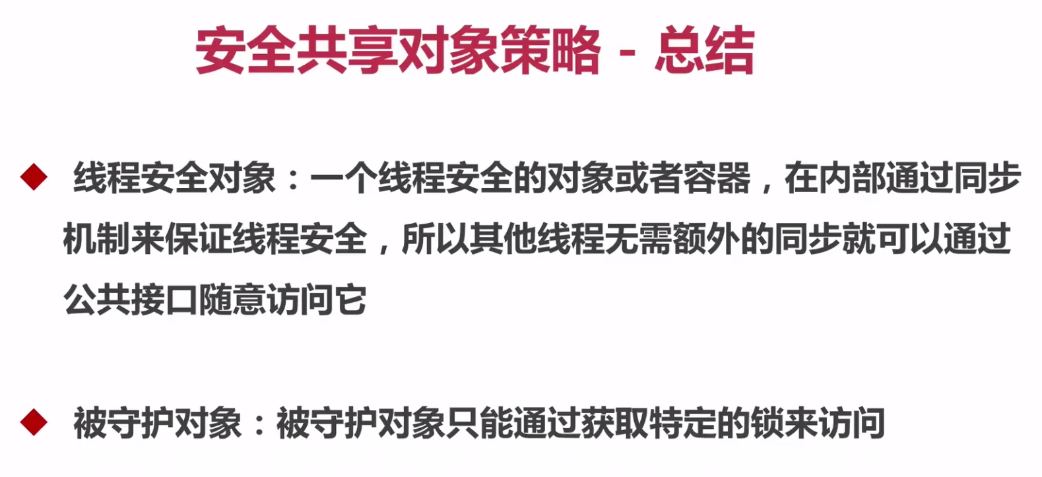 安全共享对象策略 - 总结
线程安全对象：一个线程安全的对象或者容器，在内部通过同步
机制来保证线程安全，所以其他线程无需额外的同步就可以通过
公共接口随意访问它
被守护对象：被守护对象只能通过获取特定的锁来访问